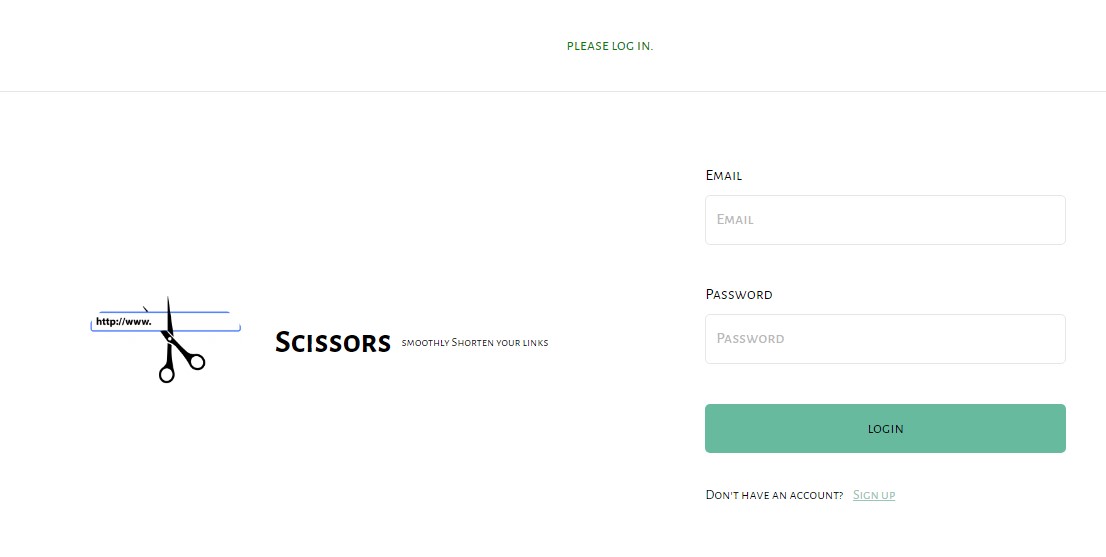 PLEASE LOG IN.
Email
Email
Password
Password
http://www.
Scissors smoothly Shorten your links
login
Don't have an account? Sign up